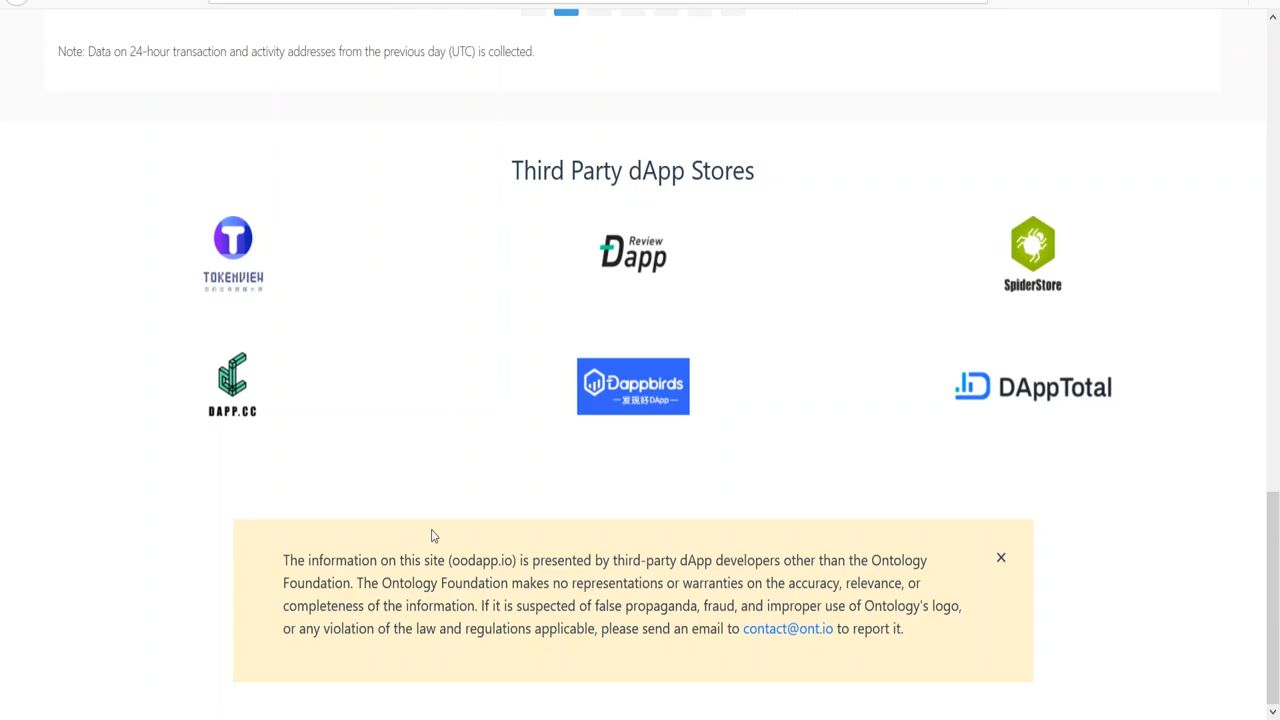 Note: Data on 24-hour transaction and activity addresses from the previous day (UTC) is collected.
Third Party dApp Stores
TOKENVIEW
Review
Dapp
SpiderStore
DAPP.CC
Dappbirds
—发现好DApp—
DAppTotal
The information on this site (oodapp.io) is presented by third-party dApp developers other than the Ontology
Foundation. The Ontology Foundation makes no representations or warranties on the accuracy, relevance, or
completeness of the information. If it is suspected of false propaganda, fraud, and improper use of Ontology's logo,
or any violation of the law and regulations applicable, please send an email to contact@ont.io to report it.